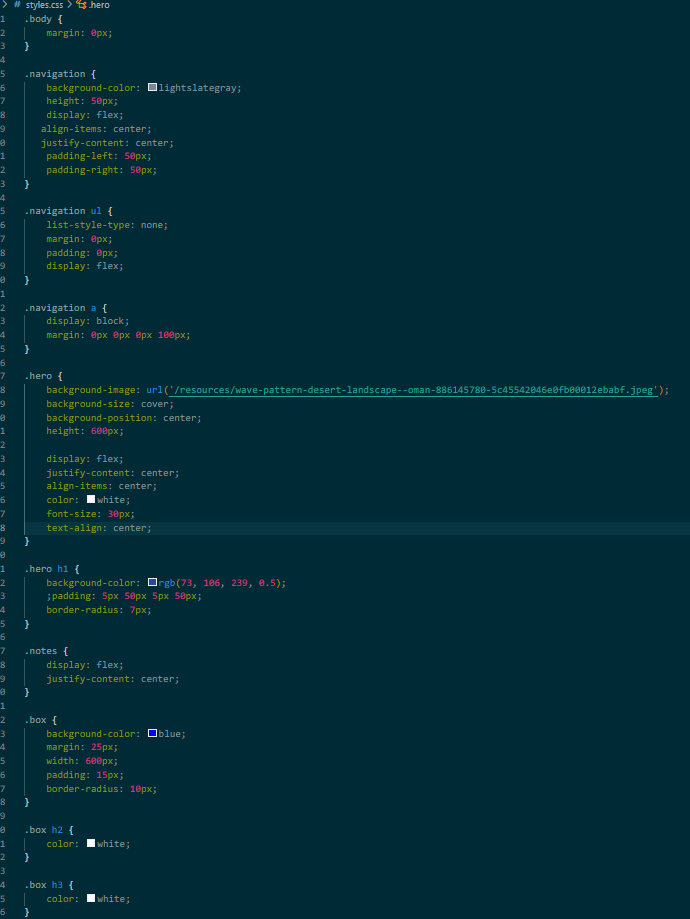 > # styles.css > .hero
1 .body {
2 margin: 0px;
3 }
4
5 .navigation {
6 background-color: lightslategray;
7 height: 50px;
8 display: flex;
9 align-items: center;
0 justify-content: center;
1 padding-left: 50px;
2 padding-right: 50px;
3 }
4
5 .navigation ul {
6 list-style-type: none;
7 margin: 0px;
8 padding: 0px;
9 display: flex;
0 }
1
2 .navigation a {
3 display: block;
4 margin: 0px 0px 0px 100px;
5 }
6
7 .hero {
8 background-image: url('/resources/wave-pattern-desert-landscape--oman-886145780-5c45542046e0fb00012ebabf.jpeg');
9 background-size: cover;
0 background-position: center;
1 height: 600px;
2
3 display: flex;
4 justify-content: center;
5 align-items: center;
6 color: white;
7 font-size: 30px;
8 text-align: center;
9 }
0
1 .hero h1 {
2 background-color: rgb(73, 106, 239, 0.5);
3 ;padding: 5px 50px 5px 50px;
4 border-radius: 7px;
5 }
6
7 .notes {
8 display: flex;
9 justify-content: center;
0 }
1
2 .box {
3 background-color: blue;
4 margin: 25px;
5 width: 600px;
6 padding: 15px;
7 border-radius: 10px;
8 }
9
0 .box h2 {
1 color: white;
2 }
3
4 .box h3 {
5 color: white;
6 }